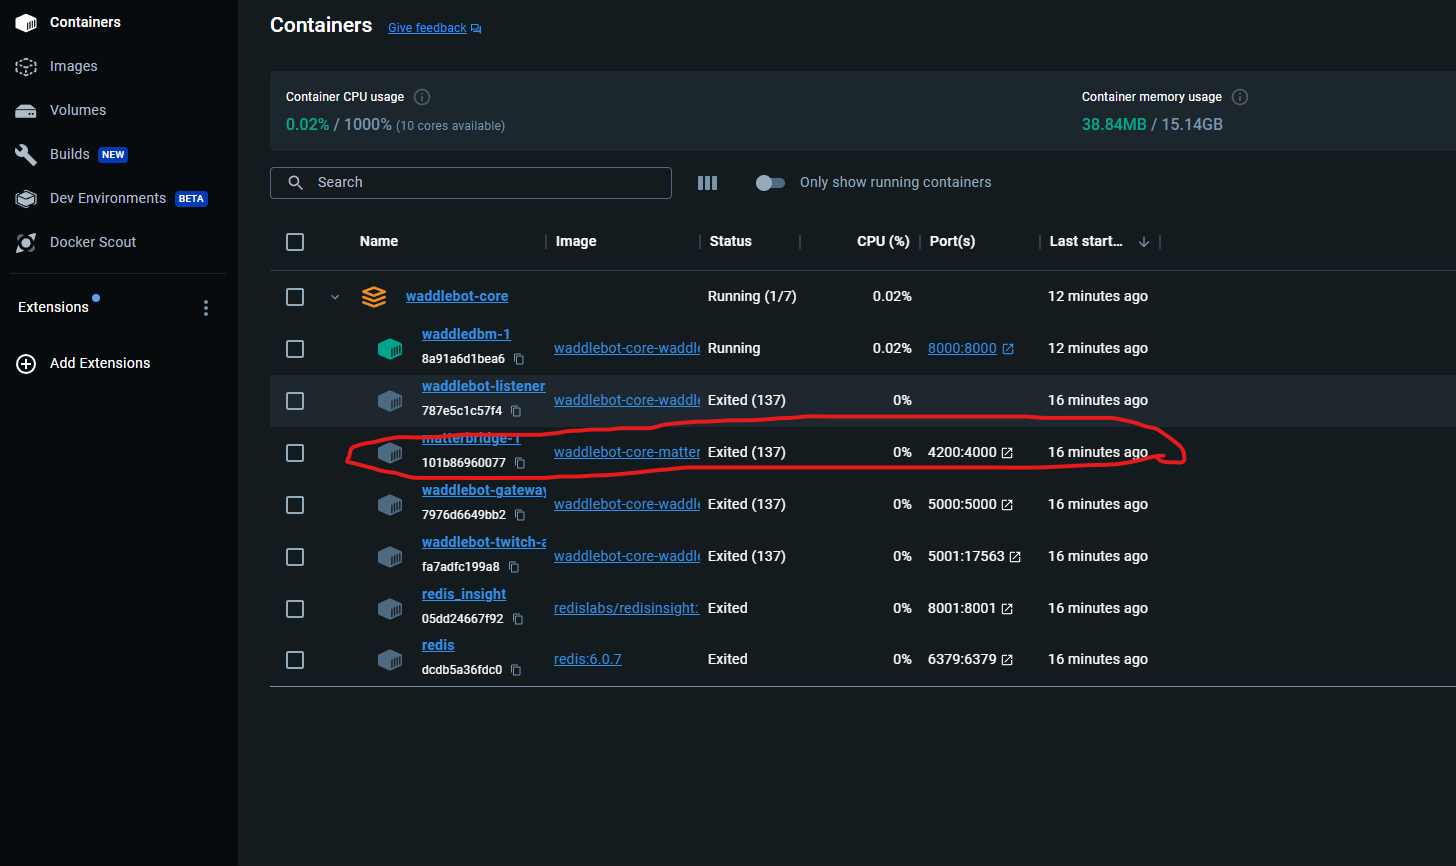 Containers
Images
Volumes
Builds NEW
Dev Environments BETA
Docker Scout
Extensions
Add Extensions
Containers Give feedback
Container CPU usage
0.02% / 1000% (10 cores available)
Container memory usage
38.84MB / 15.14GB
Search
Only show running containers
Name Image Status CPU (%) Port(s) Last start...
waddlebot-core Running (1/7) 0.02% 12 minutes ago
waddledbm-1
8a91a6d1bea6
waddlebot-core-waddle Running 0.02% 8000:8000 12 minutes ago
waddlebot-listener
787e5c1c57f4
waddlebot-core-waddle Exited (137) 0% 16 minutes ago
matterbridge-1
101b86960077
waddlebot-core-matter Exited (137) 0% 4200:4000 16 minutes ago
waddlebot-gateway
7976d6649bb2
waddlebot-core-waddle Exited (137) 0% 5000:5000 16 minutes ago
waddlebot-twitch-a
fa7adfc199a8
waddlebot-core-waddle Exited (137) 0% 5001:17563 16 minutes ago
redis_insight
05dd24667f92
redislabs/redisinsight: Exited 0% 8001:8001 16 minutes ago
redis
dcdb5a36fdc0
redis:6.0.7 Exited 0% 6379:6379 16 minutes ago